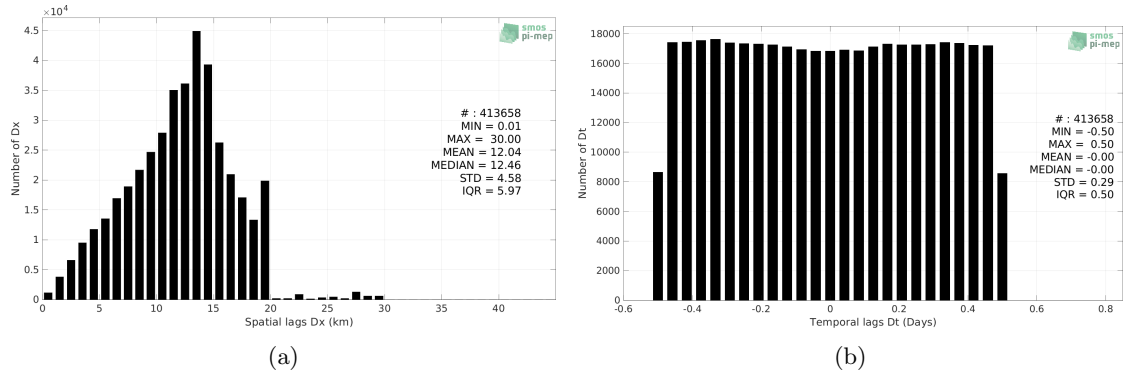 ×10⁴
4.5
4
3.5
3
2.5
2
1.5
1
0.5
0
Number of Dx
smos
pi-mep
# : 413658
MIN = 0.01
MAX = 30.00
MEAN = 12.04
MEDIAN = 12.46
STD = 4.58
IQR = 5.97
0 5 10 15 20 25 30 35 40
Spatial lags Dx (km)
(a)
18000
16000
14000
12000
10000
8000
6000
4000
2000
0
Number of Dt
smos
pi-mep
# : 413658
MIN = -0.50
MAX = 0.50
MEAN = -0.00
MEDIAN = -0.00
STD = 0.29
IQR = 0.50
-0.6 -0.4 -0.2 0 0.2 0.4 0.6 0.8
Temporal lags Dt (Days)
(b)